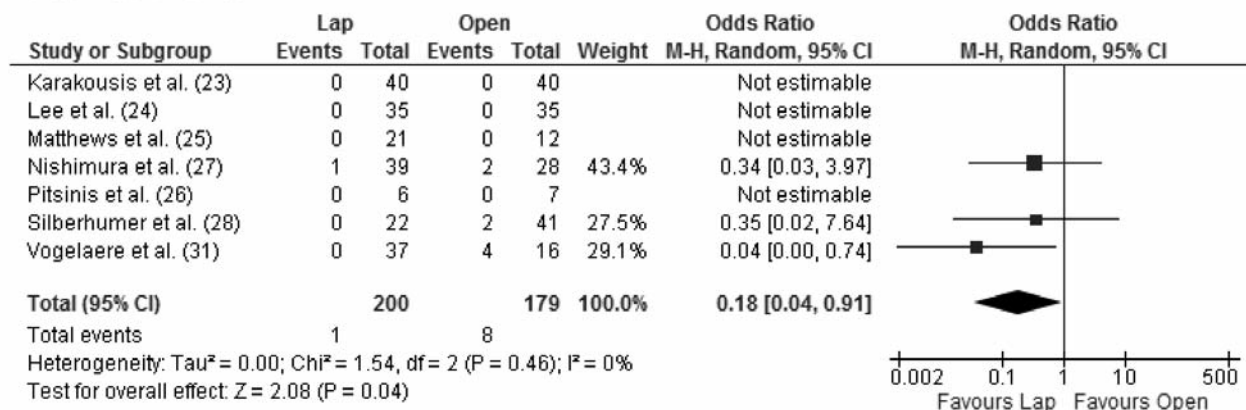 Lap Open Odds Ratio Odds Ratio
Study or Subgroup Events Total Events Total Weight M-H, Random, 95% CI M-H, Random, 95% CI
Karakousis et al. (23) 0 40 0 40 Not estimable
Lee et al. (24) 0 35 0 35 Not estimable
Matthews et al. (25) 0 21 0 12 Not estimable
Nishimura et al. (27) 1 39 2 28 43.4% 0.34 [0.03, 3.97]
Pitsinis et al. (26) 0 6 0 7 Not estimable
Silberhumer et al. (28) 0 22 2 41 27.5% 0.35 [0.02, 7.64]
Vogelaere et al. (31) 0 37 4 16 29.1% 0.04 [0.00, 0.74]
Total (95% CI) 200 179 100.0% 0.18 [0.04, 0.91]
Total events 1 8
Heterogeneity: Tau² = 0.00; Chi² = 1.54, df = 2 (P = 0.46); I² = 0%
Test for overall effect: Z = 2.08 (P = 0.04)
0.002 0.1 1 10 500
Favours Lap Favours Open